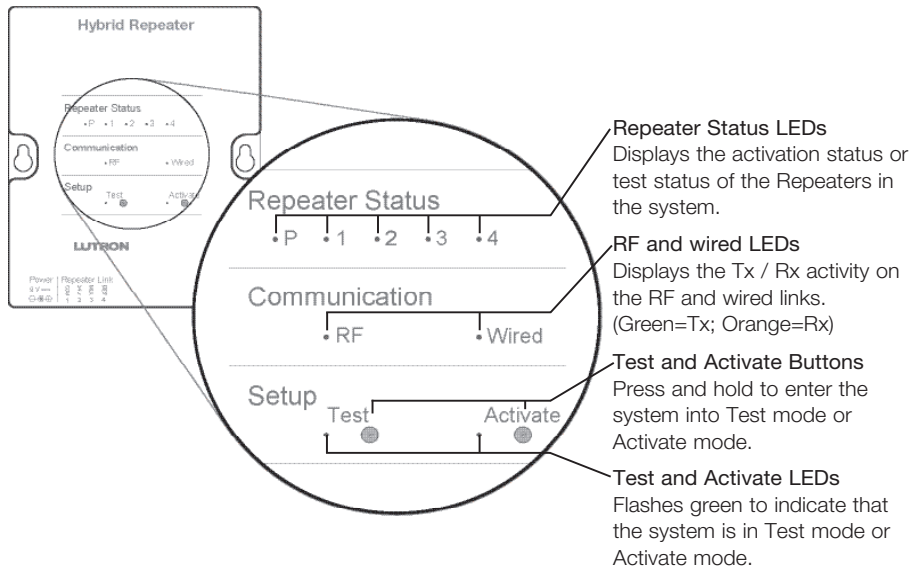 Hybrid Repeater
Repeater Status
P 1 2 3 4
Communication
RF Wired
Setup
Test Activate
LUTRON
Power Repeater Link
9 V
1 2 3 4
Repeater Status
P 1 2 3 4
Communication
RF Wired
Setup
Test Activate
Repeater Status LEDs
Displays the activation status or
test status of the Repeaters in
the system.
RF and wired LEDs
Displays the Tx / Rx activity on
the RF and wired links.
(Green=Tx; Orange=Rx)
Test and Activate Buttons
Press and hold to enter the
system into Test mode or
Activate mode.
Test and Activate LEDs
Flashes green to indicate that
the system is in Test mode or
Activate mode.